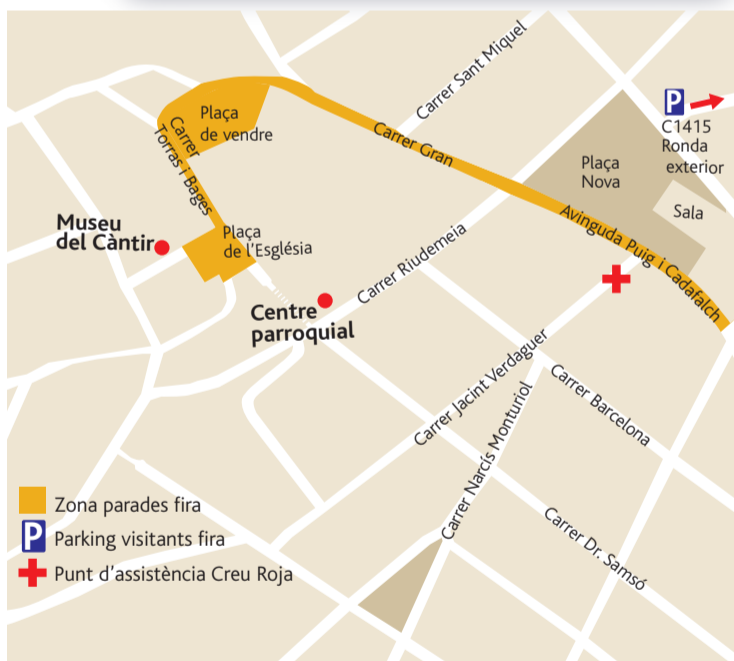 Carrer Sant Miquel
P
C1415
Ronda
exterior
Plaça
de vendre
Carrer
Torras i Bages
Carrer Gran
Plaça
Nova
Sala
Avinguda Puig i Cadafalch
Museu
del Càntir
Plaça
de l'Església
Carrer Riudemeia
Centre
parroquial
Carrer Jacint Verdaguer
Carrer Barcelona
Carrer Narcís Monturiol
Carrer Dr. Samsó
Zona parades fira
P Parking visitants fira
Punt d'assistència Creu Roja